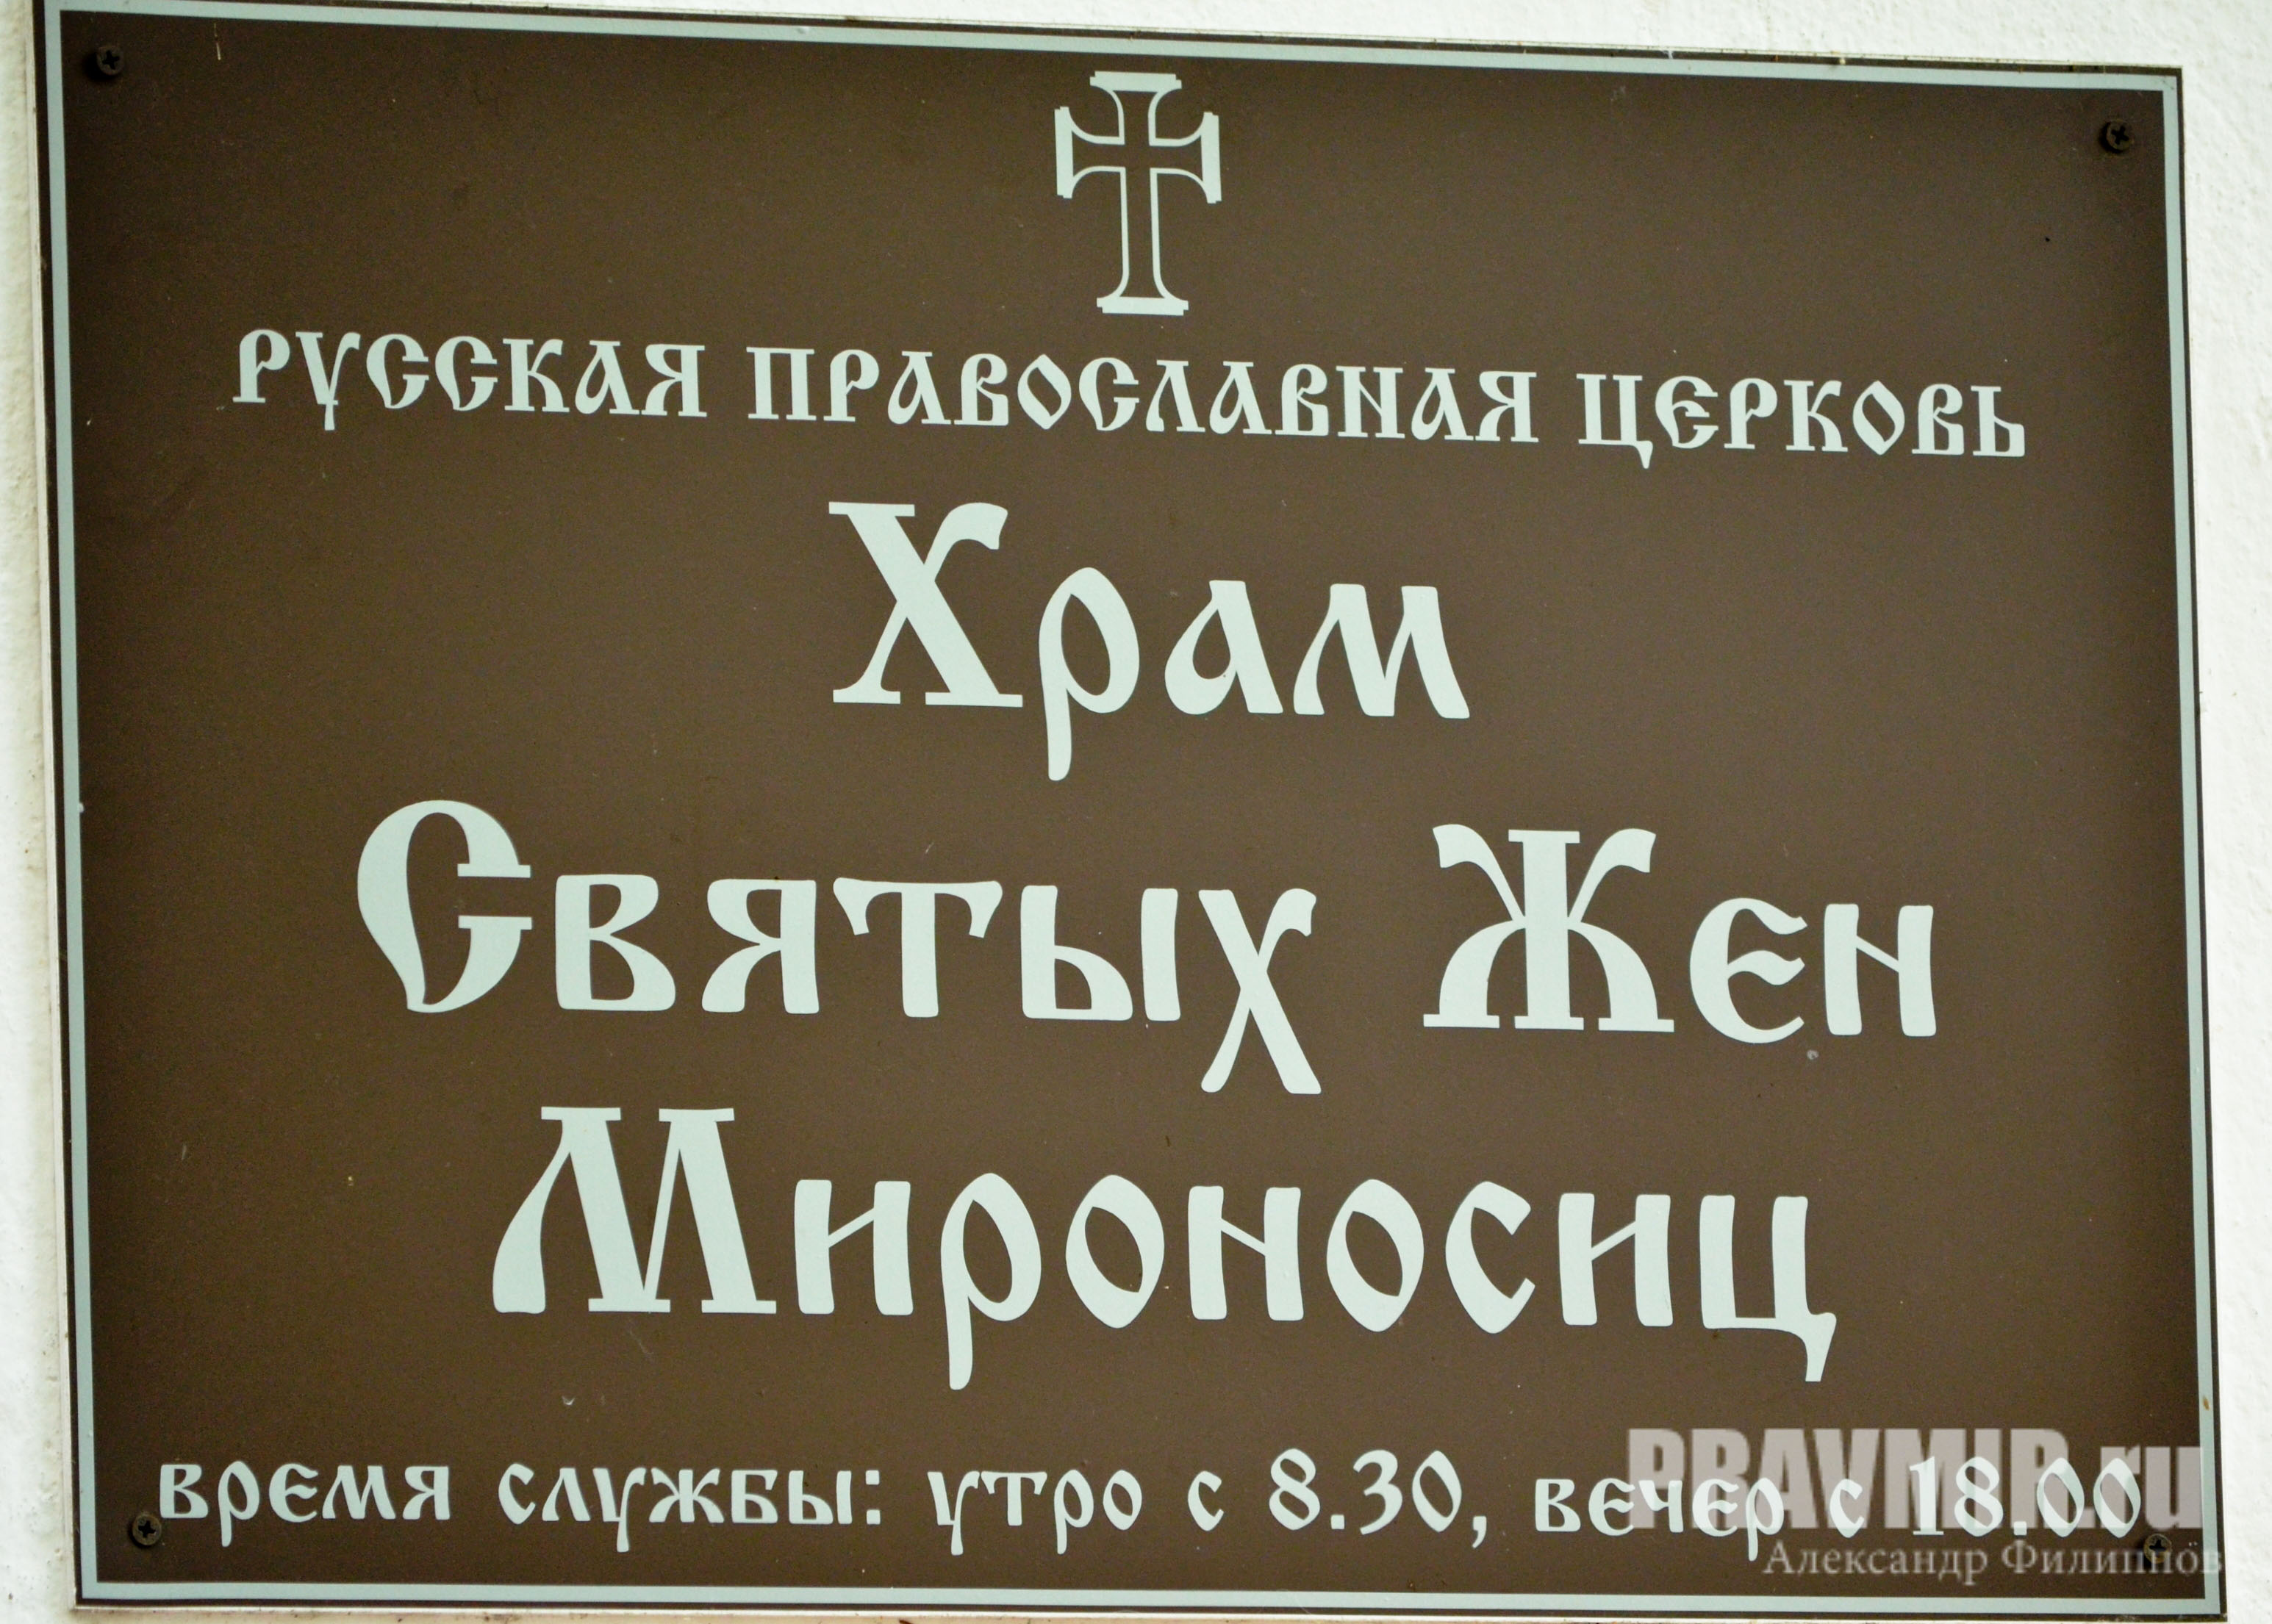 РУССКАЯ ПРАВОСЛАВНАЯ ЦЕРКОВЬ
Храм
Святых Жен
Мироносиц
время службы: утро с 8.30, вечер с 18.00
PRAVMIR.ru
Александр Филиппов